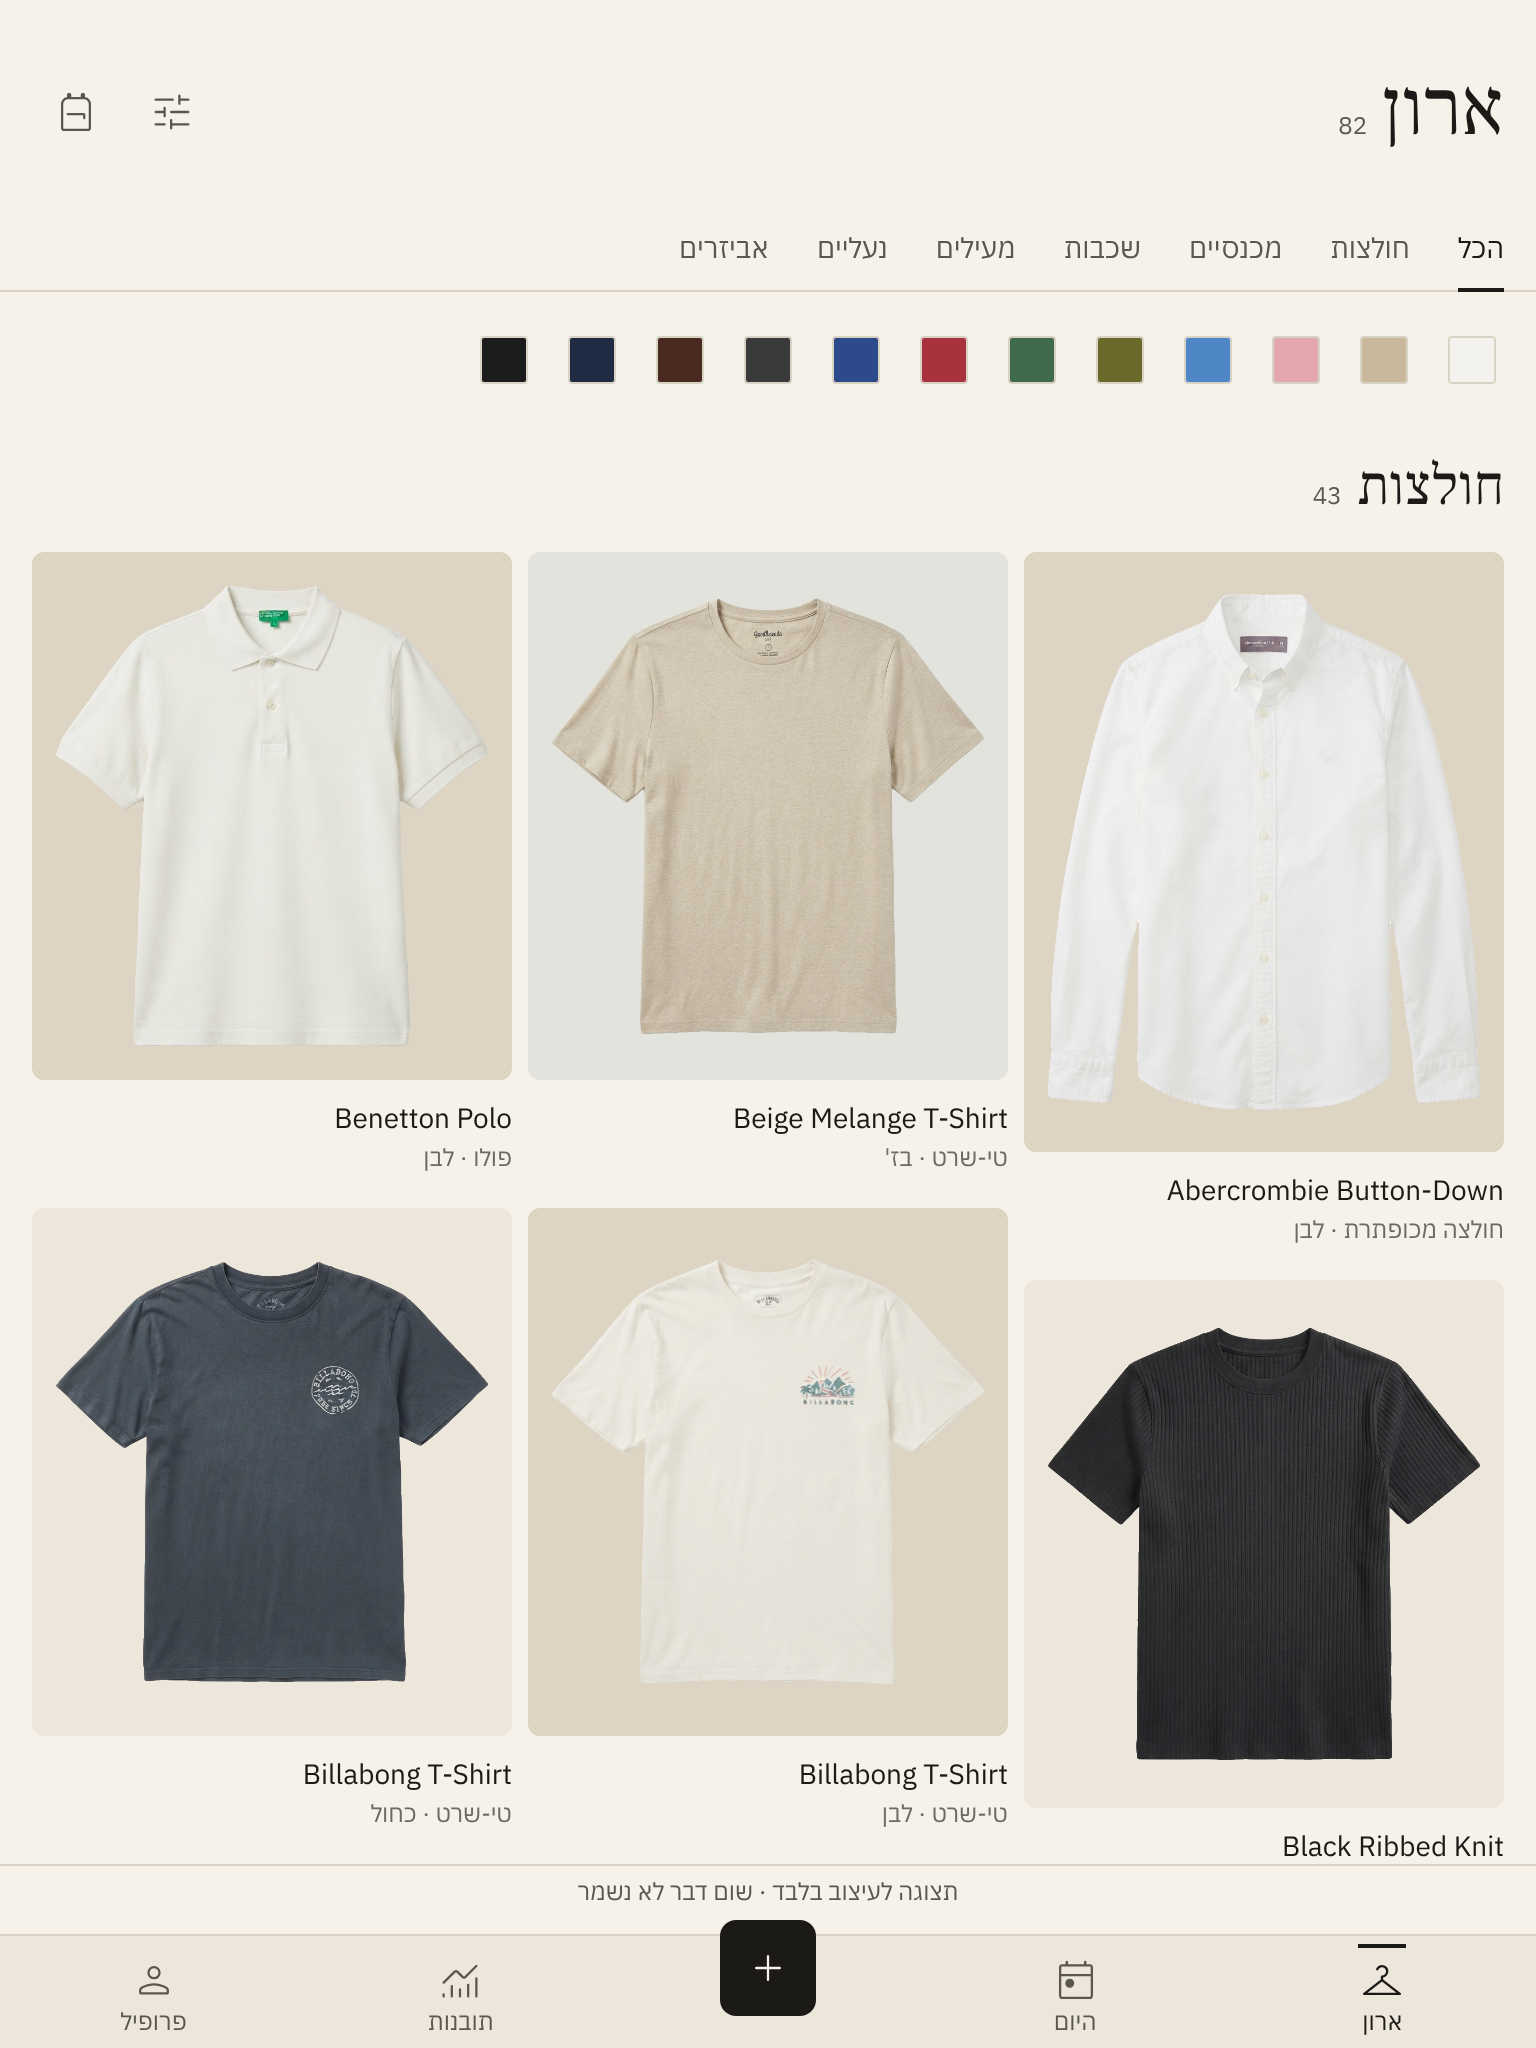 ארון 82
הכל חולצות מכנסיים שכבות מעילים נעליים אביזרים
חולצות 43
Abercrombie Button-Down
חולצה מכופתרת · לבן
Beige Melange T-Shirt
טי-שרט · בז'
Benetton Polo
פולו · לבן
Black Ribbed Knit
BILLABONG
Billabong T-Shirt
טי-שרט · לבן
BILLABONG
Billabong T-Shirt
טי-שרט · כחול
תצוגה לעיצוב בלבד · שום דבר לא נשמר
ארון
היום
תובנות
פרופיל